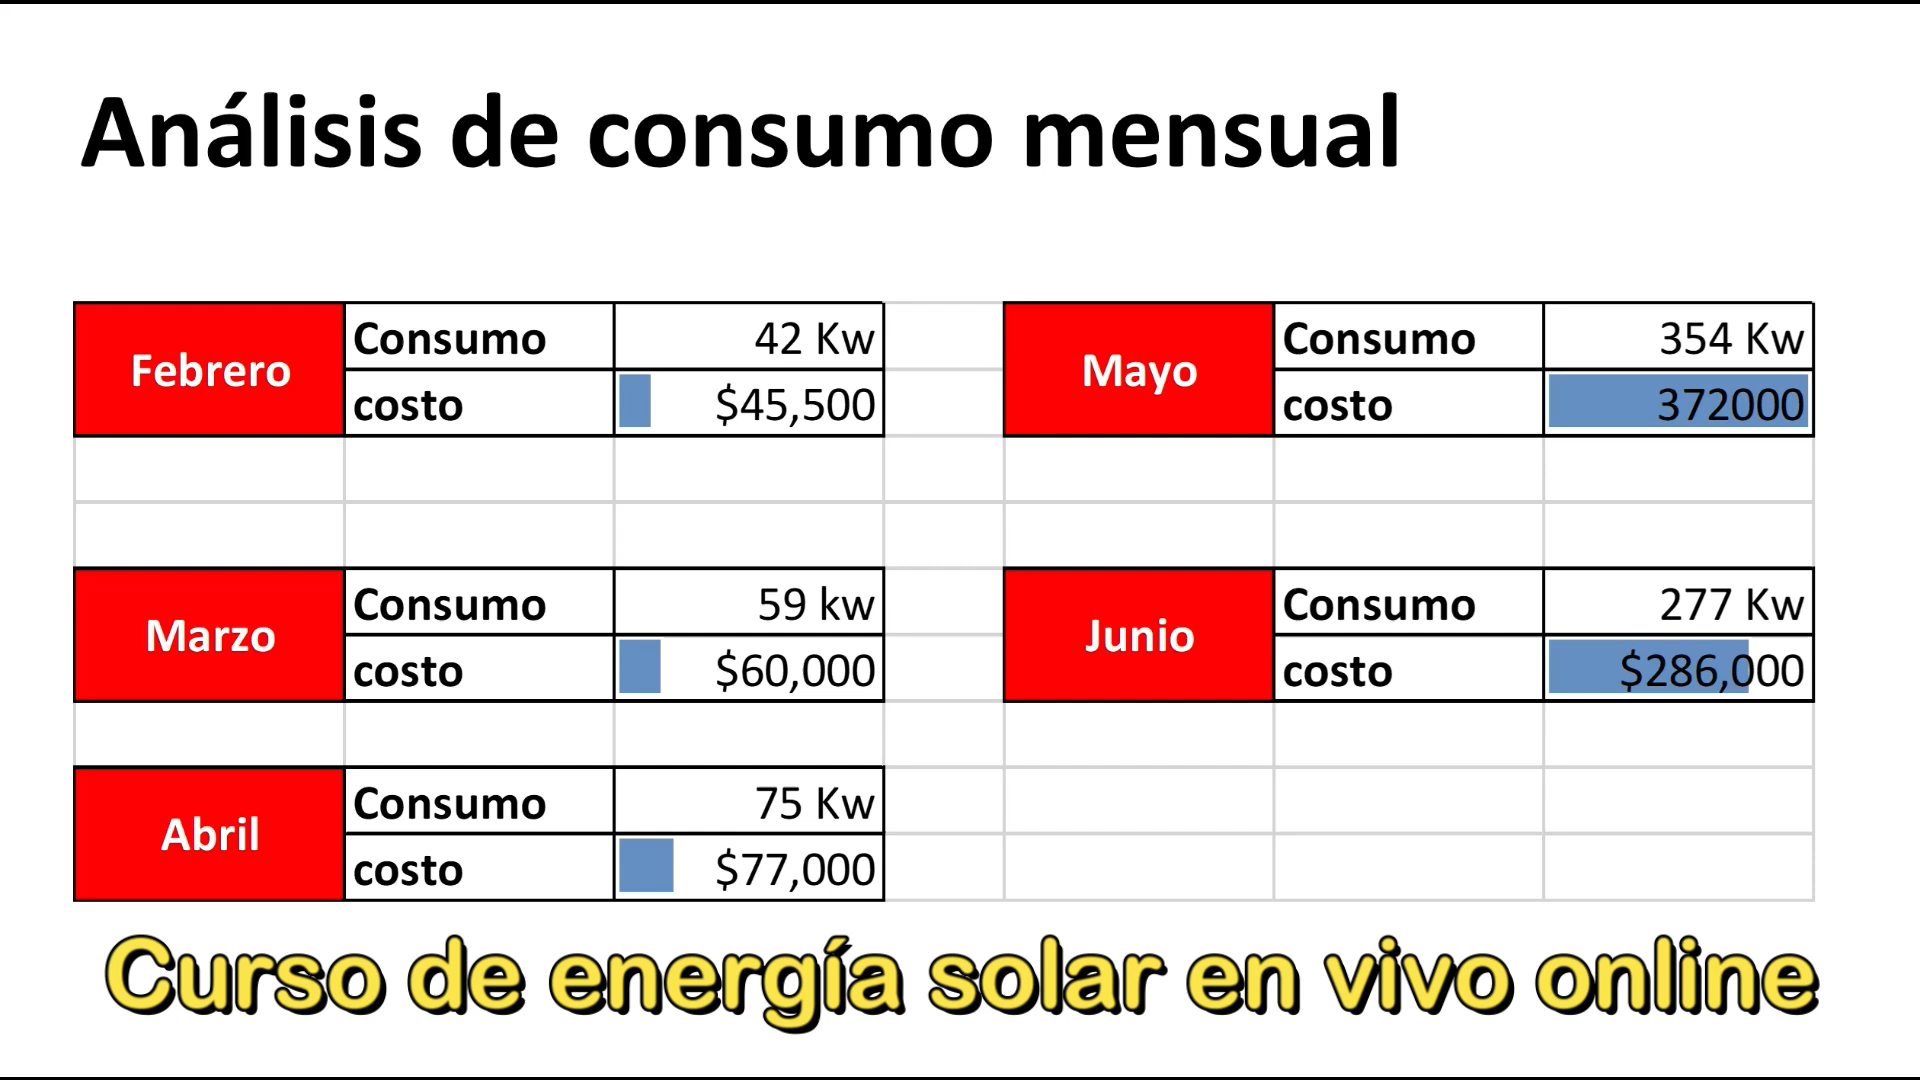 Análisis de consumo mensual
Febrero
Consumo 42 Kw
costo $45,500
Mayo
Consumo 354 Kw
costo 372000
Marzo
Consumo 59 kw
costo $60,000
Junio
Consumo 277 Kw
costo $286,000
Abril
Consumo 75 Kw
costo $77,000
Curso de energía solar en vivo online